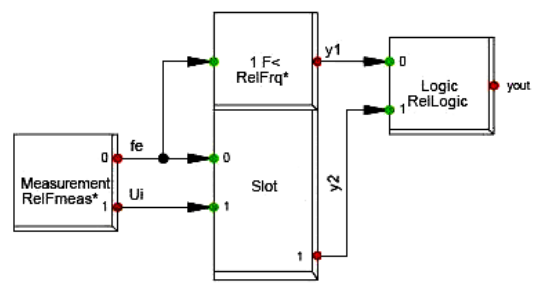 1 F<
RelFrq*
y1
0
Logic
RelLogic
1
yout
Measurement
RelFmeas*
0
fe
1
Ui
0
Slot
1
1
y2